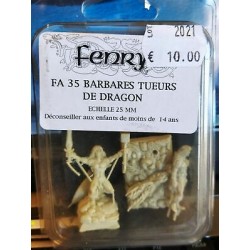 2021
€ 10.00
Fenryll
FA 35 BARBARES TUEURS
DE DRAGON
ECHELLE 25 MM
Déconseiller aux enfants de moins de 14 ans